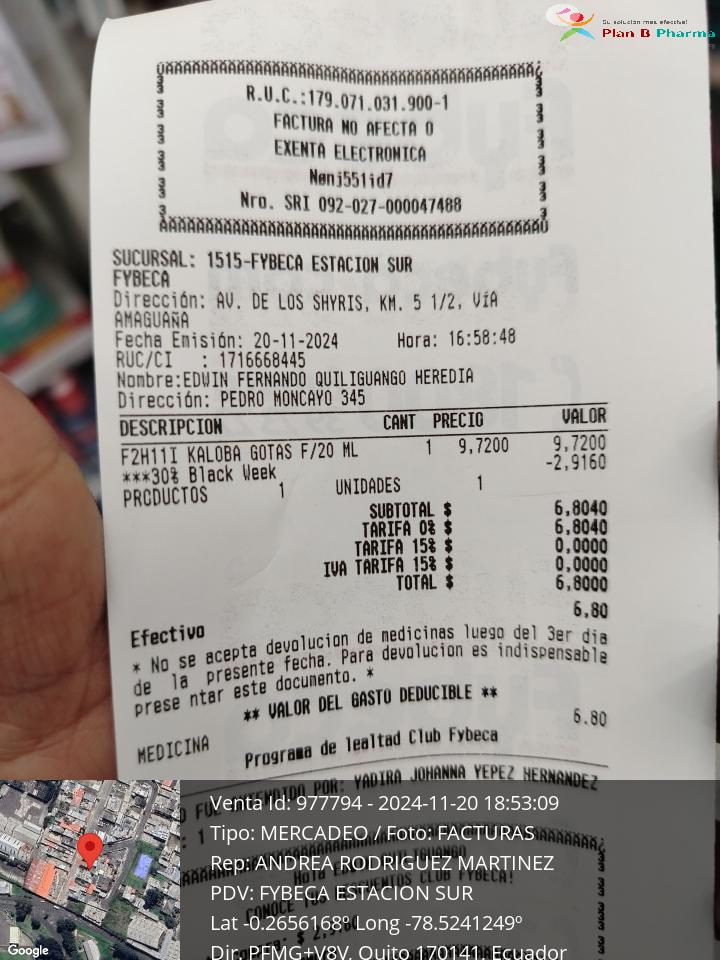 Su solución mas efectiva!
Plan B Pharma
R.U.C.:179.071.031.900-1
FACTURA NO AFECTA O
EXENTA ELECTRONICA
Nønj551id7
Nro. SRI 092-027-000047488
SUCURSAL: 1515-FYBECA ESTACION SUR
FYBECA
Dirección: AV. DE LOS SHYRIS, KM. 5 1/2, VíA
AMAGUAñA
Fecha Emisión: 20-11-2024 Hora: 16:58:48
RUC/CI : 1716668445
Nombre:EDWIN FERNANDO QUILIGUANGO HEREDIA
Dirección: PEDRO MONCAYO 345
DESCRIPCION CANT PRECIO VALOR
F2H11I KALOBA GOTAS F/20 ML 1 9,7200 9,7200
***30% Black Week -2,9160
PRODUCTOS 1 UNIDADES 1
SUBTOTAL $ 6,8040
TARIFA 0% $ 6,8040
TARIFA 15% $ 0,0000
IVA TARIFA 15% $ 0,0000
TOTAL $ 6,8000
6,80
Efectivo
* No se acepta devolucion de medicinas luego del 3er dia
de la presente fecha. Para devolucion es indispensable
prese ntar este documento. *
** VALOR DEL GASTO DEDUCIBLE **
MEDICINA 6.80
Programa de lealtad Club Fybeca
FUE ATENDIDO POR: YADIRA JOHANNA YEPEZ HERNANDEZ
Venta Id: 977794 - 2024-11-20 18:53:09
Tipo: MERCADEO / Foto: FACTURAS
Rep: ANDREA RODRIGUEZ MARTINEZ
PDV: FYBECA ESTACION SUR
Lat -0.2656168º Long -78.5241249º
Dir. PFMG+V8V, Quito 170141, Ecuador
Google